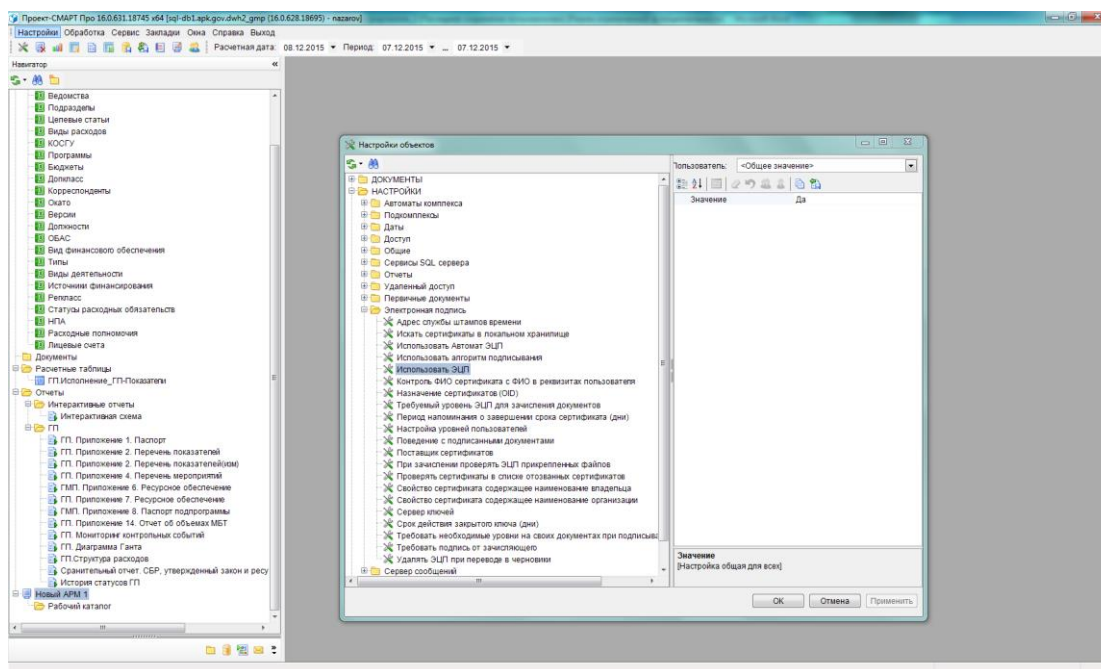 Проект-СМАРТ Про 16.0.631.18745 x64 [sql-db1.apk.gov.dwh2_gmp (16.0.628.18695) - nazarov]
Настройки Обработка Сервис Закладки Окна Справка Выход
Расчетная дата: 08.12.2015 Период: 07.12.2015 ... 07.12.2015
Навигатор
Ведомства
Подразделы
Целевые статьи
Виды расходов
КОСГУ
Программы
Бюджеты
Допкласс
Корреспонденты
Окато
Версии
Должности
ОБАС
Вид финансового обеспечения
Типы
Виды деятельности
Источники финансирования
Репкласс
Статусы расходных обязательств
НПА
Расходные полномочия
Лицевые счета
Документы
Расчетные таблицы
ГП.Исполнение_ГП-Показатели
Отчеты
Интерактивные отчеты
Интерактивная схема
ГП
ГП. Приложение 1. Паспорт
ГП. Приложение 2. Перечень показателей
ГП. Приложение 2. Перечень показателей(изм)
ГП. Приложение 4. Перечень мероприятий
ГМП. Приложение 6. Ресурсное обеспечение
ГП. Приложение 7. Ресурсное обеспечение
ГМП. Приложение 8. Паспорт подпрограммы
ГП. Приложение 14. Отчет об объемах МБТ
ГП. Мониторинг контрольных событий
ГП. Диаграмма Ганта
ГП.Структура расходов
Сранительный отчет. СБР, утвержденный закон и ресу
История статусов ГП
Новый АРМ 1
Рабочий каталог
Настройки объектов
ДОКУМЕНТЫ
НАСТРОЙКИ
Автоматы комплекса
Подкомплексы
Даты
Доступ
Общие
Сервисы SQL сервера
Отчеты
Удаленный доступ
Первичные документы
Электронная подпись
Адрес службы штампов времени
Искать сертификаты в локальном хранилище
Использовать Автомат ЭЦП
Использовать алгоритм подписывания
Использовать ЭЦП
Контроль ФИО сертификата с ФИО в реквизитах пользователя
Назначение сертификатов (OID)
Требуемый уровень ЭЦП для зачисления документов
Период напоминания о завершении срока сертификата (дни)
Настройка уровней пользователей
Поведение с подписанными документами
Поставщик сертификатов
При зачислении проверять ЭЦП прикрепленных файлов
Проверять сертификаты в списке отозванных сертификатов
Свойство сертификата содержащее наименование владельца
Свойство сертификата содержащее наименование организации
Сервер ключей
Срок действия закрытого ключа (дни)
Требовать необходимые уровни на своих документах при подписыва
Требовать подпись от зачисляющего
Удалять ЭЦП при переводе в черновики
Сервер сообщений
Пользователь: <Общее значение>
Значение Да
Значение
[Настройка общая для всех]
ОК Отмена Применить